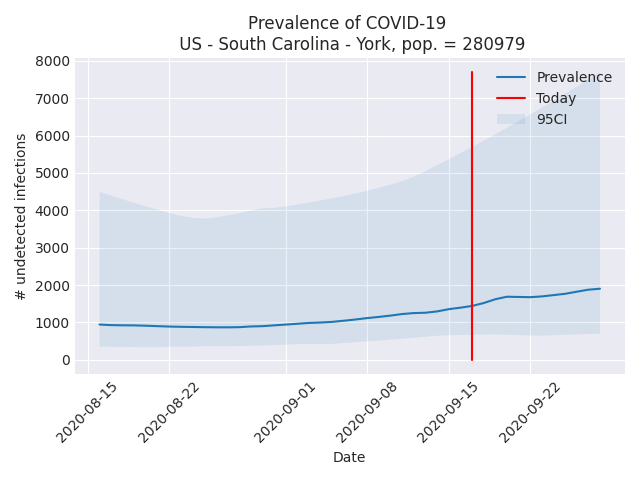 Prevalence of COVID-19
US - South Carolina - York, pop. = 280979
8000
7000
6000
5000
4000
3000
2000
1000
0
# undetected infections
Prevalence
Today
95CI
2020-08-15
2020-08-22
2020-09-01
2020-09-08
2020-09-15
2020-09-22
Date